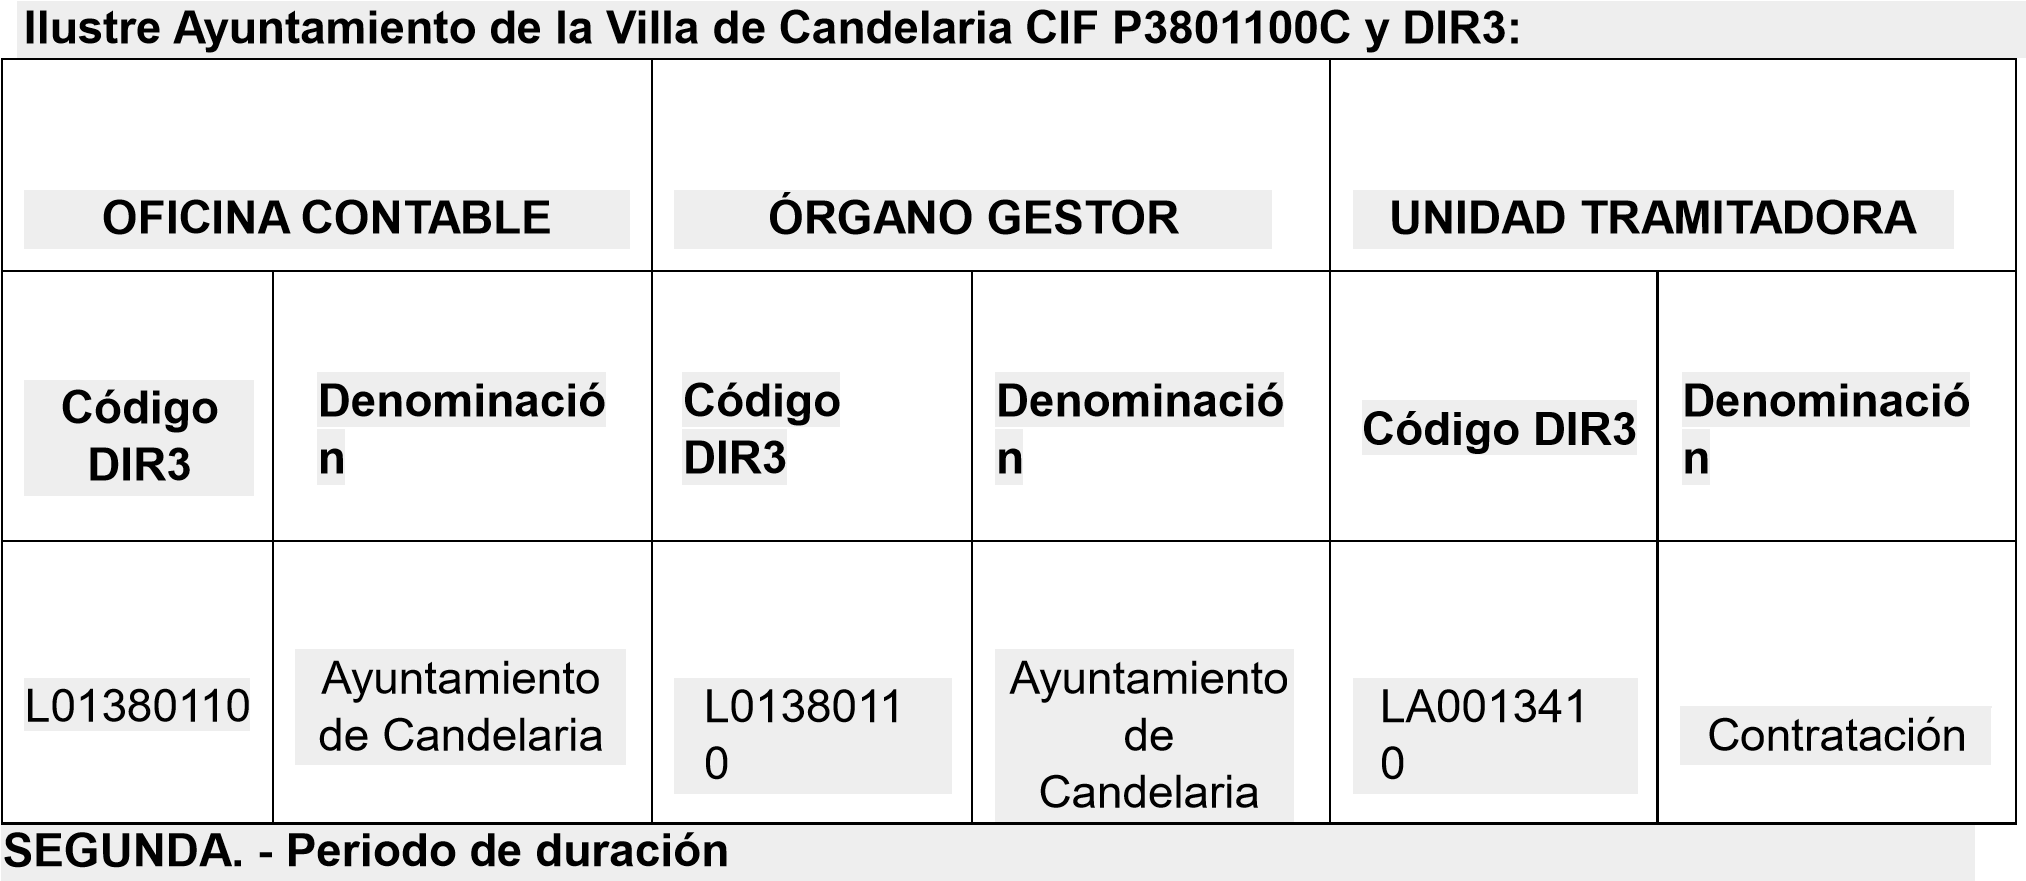 Ilustre Ayuntamiento de la Villa de Candelaria CIF P3801100C y DIR3:
OFICINA CONTABLE
ÓRGANO GESTOR
UNIDAD TRAMITADORA
Código
DIR3
Denominació
n
Código
DIR3
Denominació
n
Código DIR3
Denominació
n
L01380110
Ayuntamiento
de Candelaria
L0138011
0
Ayuntamiento
de
Candelaria
LA001341
0
Contratación
SEGUNDA. - Periodo de duración